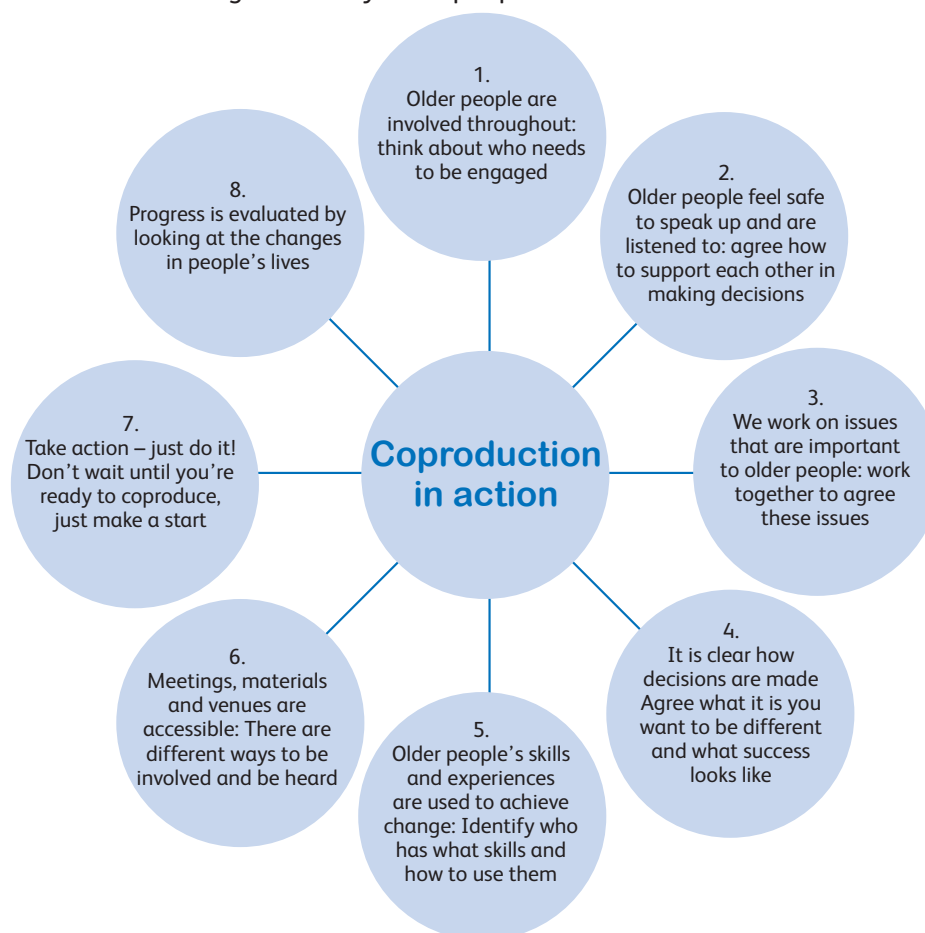 1.
Older people are
involved throughout:
think about who needs
to be engaged
2.
Older people feel safe
to speak up and are
listened to: agree how
to support each other in
making decisions
3.
We work on issues
that are important
to older people: work
together to agree
these issues
4.
It is clear how
decisions are made
Agree what it is you
want to be different
and what success
looks like
5.
Older people’s skills
and experiences
are used to achieve
change: Identify who
has what skills and
how to use them
6.
Meetings, materials
and venues are
accessible: There are
different ways to be
involved and be heard
7.
Take action – just do it!
Don’t wait until you’re
ready to coproduce,
just make a start
8.
Progress is evaluated by
looking at the changes
in people’s lives
Coproduction
in action